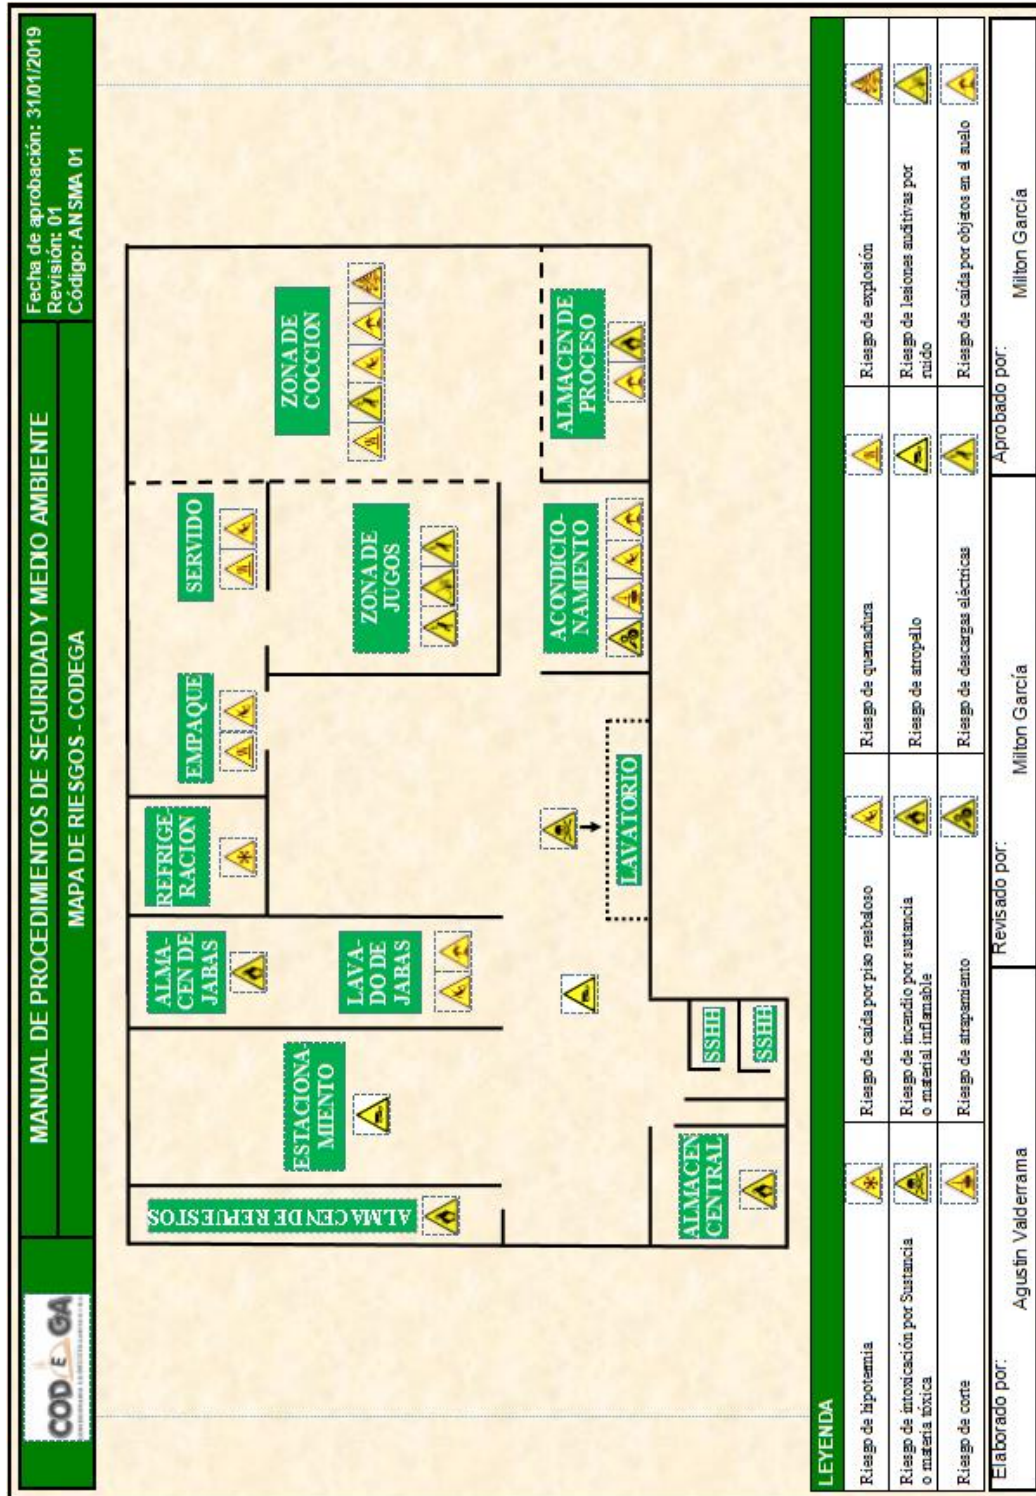 CODEGA
MANUAL DE PROCEDIMIENTOS DE SEGURIDAD Y MEDIO AMBIENTE
MAPA DE RIESGOS - CODEGA
Fecha de aprobación: 31/01/2019
Revisión: 01
Código: ANSMA 01
ALMACEN DE REPUESTOS
ESTACIONA-
MIENTO
ALMA-
CEN DE
JABAS
LAVA-
DO DE
JABAS
REFRIGE
RACION
EMPAQUE
SERVIDO
ZONA DE
JUGOS
ZONA DE
COCCION
ALMACEN DE
PROCESO
ACONDICIO-
NAMIENTO
LAVATORIO
SSHH
SSHH
ALMACEN
CENTRAL
LEYENDA
Riesgo de hipotermia
Riesgo de caída por piso resbaloso
Riesgo de quemadura
Riesgo de explosión
Riesgo de intoxicación por Sustancia
o materia tóxica
Riesgo de incendio por sustancia
o material inflamable
Riesgo de atropello
Riesgo de lesiones auditivas por
ruido
Riesgo de corte
Riesgo de atrapamiento
Riesgo de descargas eléctricas
Riesgo de caída por objetos en el suelo
Elaborado por:
Agustin Valderrama
Revisado por:
Milton García
Aprobado por:
Milton García